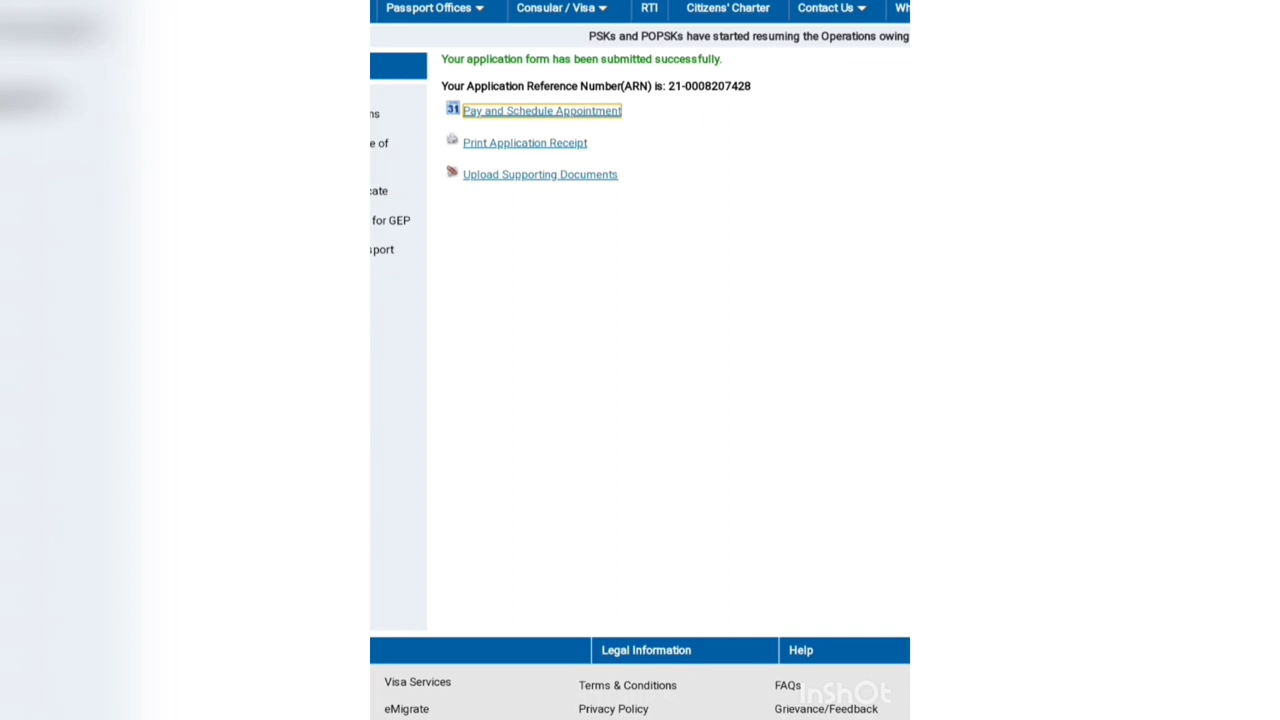 Passport Offices Consular / Visa RTI Citizens' Charter Contact Us
PSKs and POPSKs have started resuming the Operations owing
Your application form has been submitted successfully.
Your Application Reference Number(ARN) is: 21-0008207428
31 Pay and Schedule Appointment
Print Application Receipt
Upload Supporting Documents
e of
for GEP
Legal Information Help
Visa Services Terms & Conditions FAQs
InShOt
eMigrate Privacy Policy Grievance/Feedback